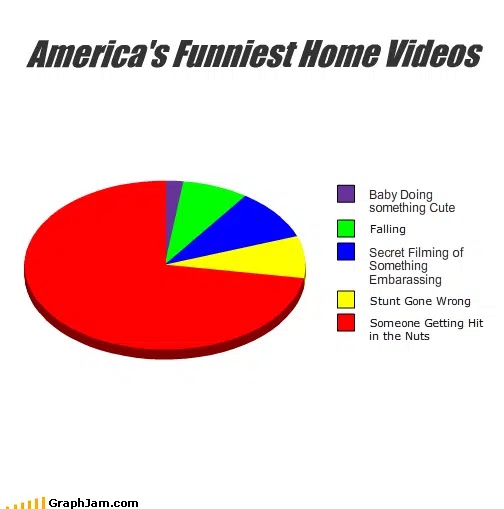 America's Funniest Home Videos
Baby Doing
something Cute
Falling
Secret Filming of
Something
Embarassing
Stunt Gone Wrong
Someone Getting Hit
in the Nuts
GraphJam.com